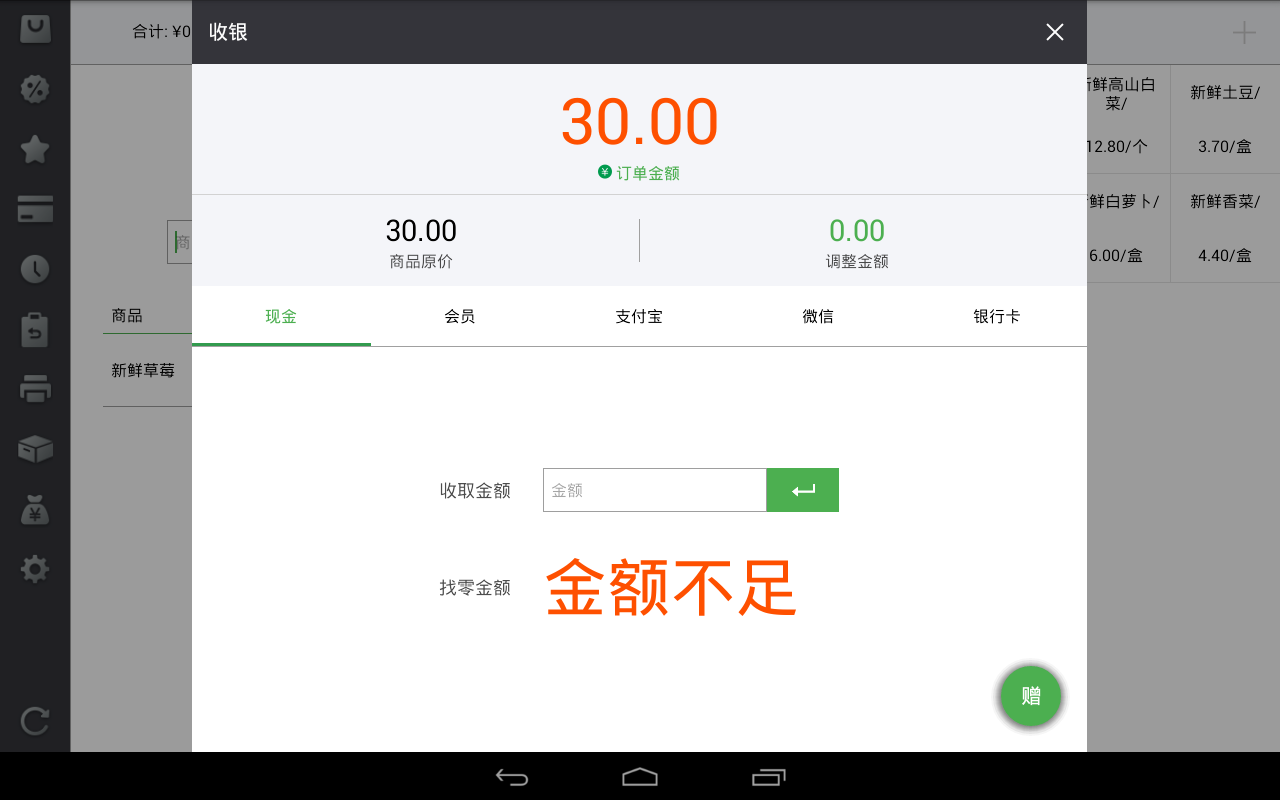 合计: ¥0
收银
30.00
订单金额
30.00
商品原价
0.00
调整金额
现金
会员
支付宝
微信
银行卡
收取金额
金额
找零金额
金额不足
赠
商
商品
新鲜草莓
鲜高山白
菜/
12.80/个
新鲜土豆/
3.70/盒
鲜白萝卜/
6.00/盒
新鲜香菜/
4.40/盒